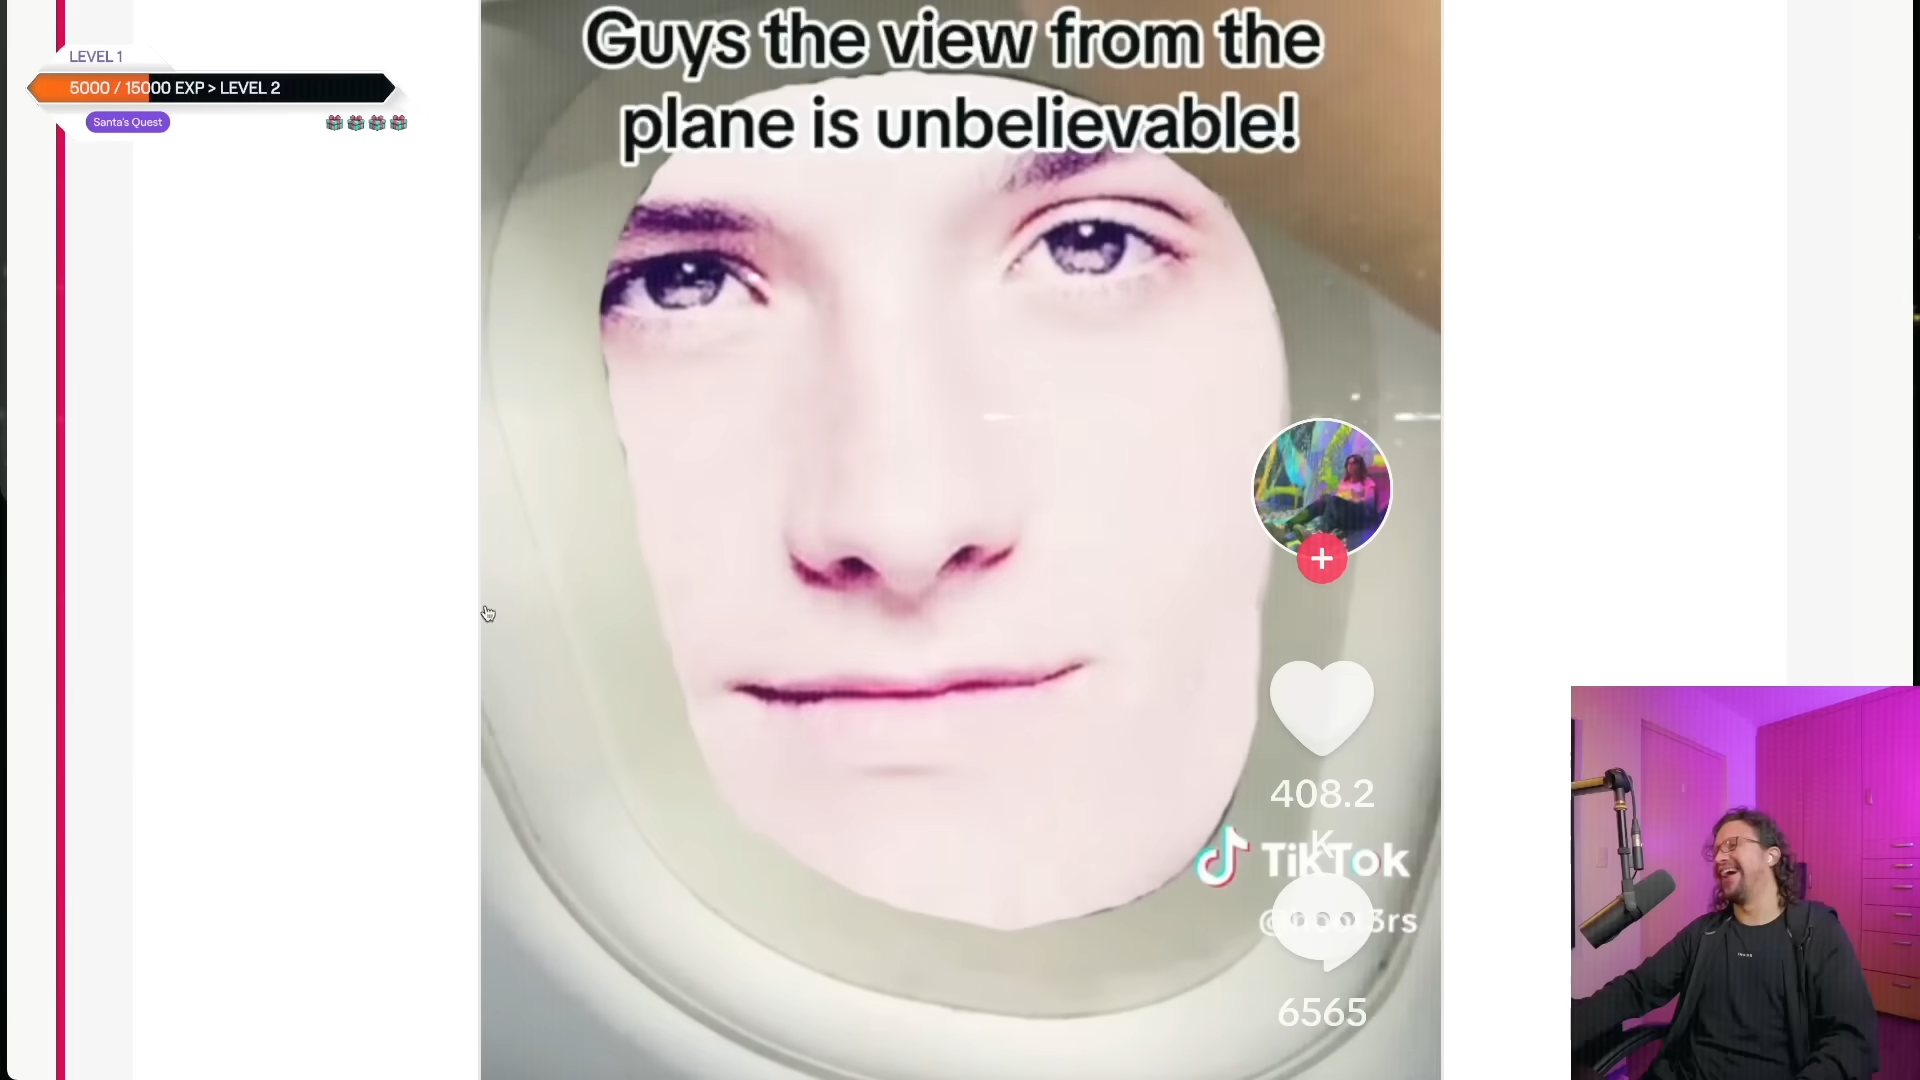 Guys the view from the
plane is unbelievable!
LEVEL 1
5000 / 15000 EXP > LEVEL 2
Santa's Quest
408.2
K
TikTok
6565